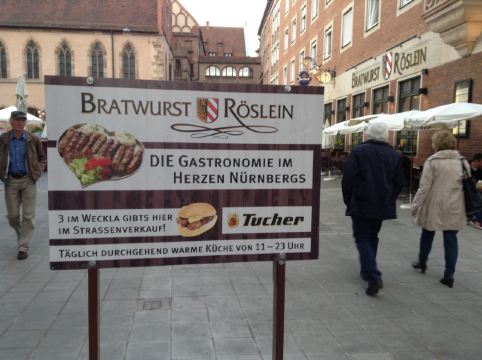 BRATWURST RÖSLEIN
DIE GASTRONOMIE IM
HERZEN NÜRNBERGS
3 IM WECKLA GIBTS HIER
IM STRASSENVERKAUF!
Tucher
TÄGLICH DURCHGEHEND WARME KÜCHE VON 11 – 23 UHR
BRATWURST RÖSLEIN